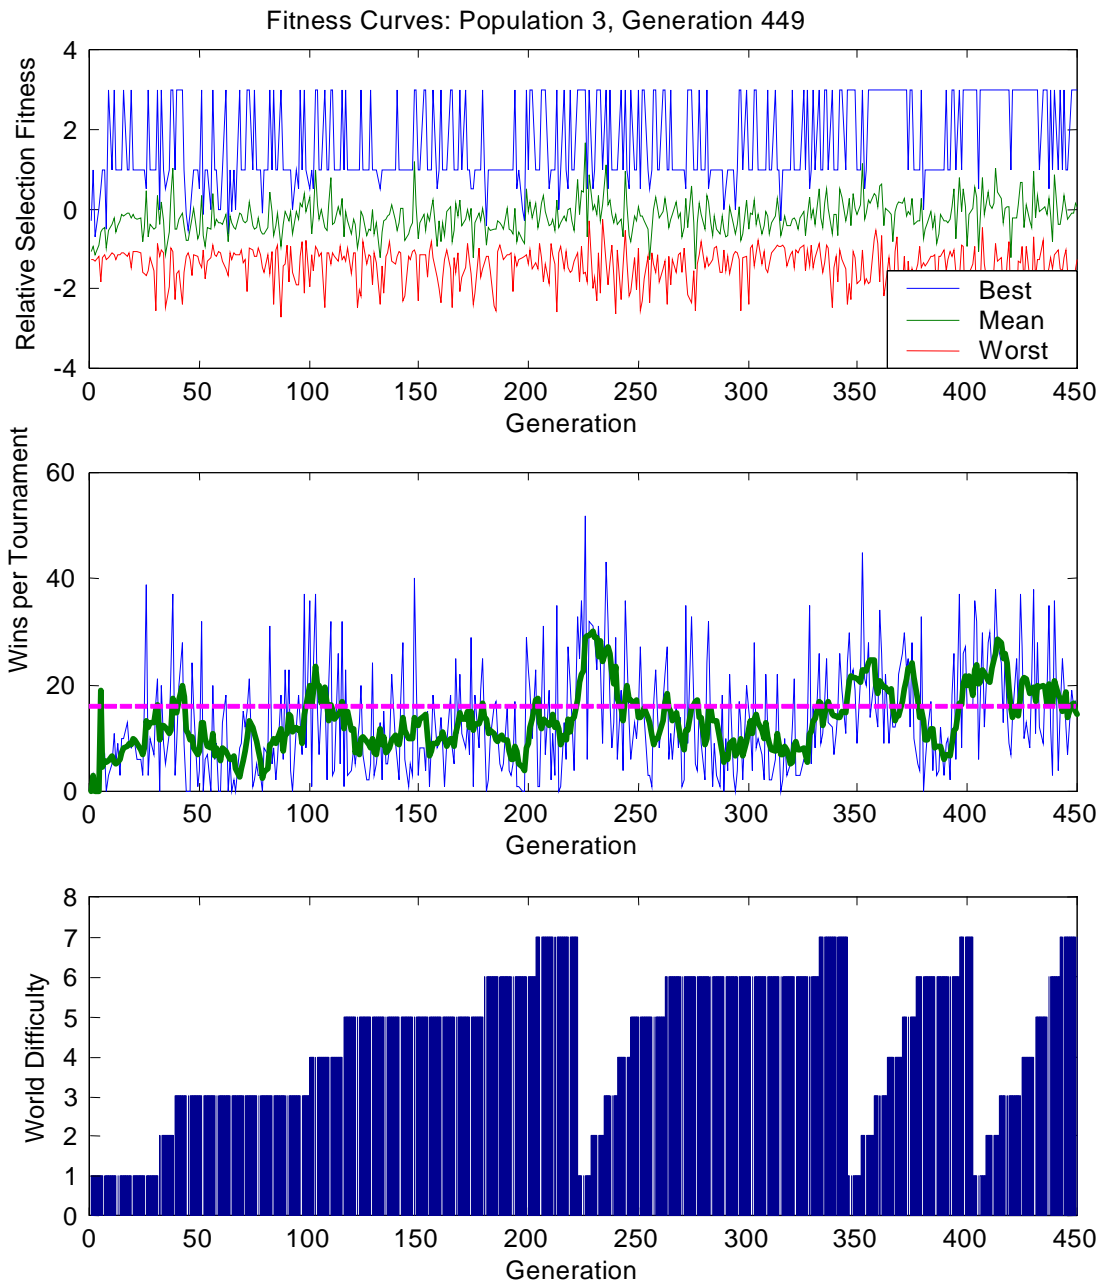 Fitness Curves: Population 3, Generation 449
Relative Selection Fitness
4
2
0
-2
-4
0 50 100 150 200 250 300 350 400 450
Generation
Best
Mean
Worst
Wins per Tournament
60
40
20
0
0 50 100 150 200 250 300 350 400 450
Generation
World Difficulty
8
7
6
5
4
3
2
1
0
0 50 100 150 200 250 300 350 400 450
Generation